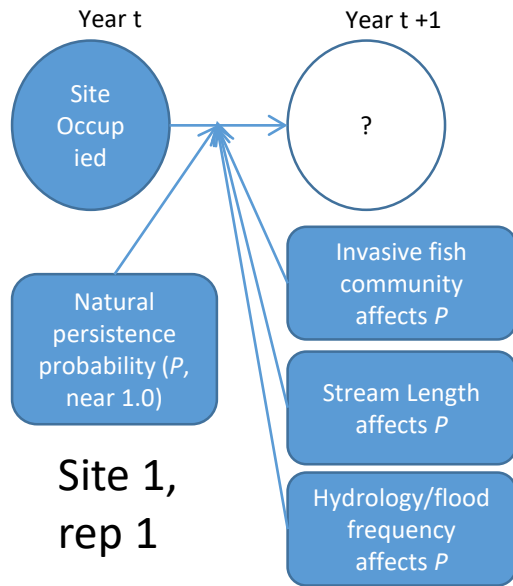 Year t
Year t +1
Site
Occup
ied
?
Natural
persistence
probability (P,
near 1.0)
Invasive fish
community
affects P
Stream Length
affects P
Hydrology/flood
frequency
affects P
Site 1,
rep 1